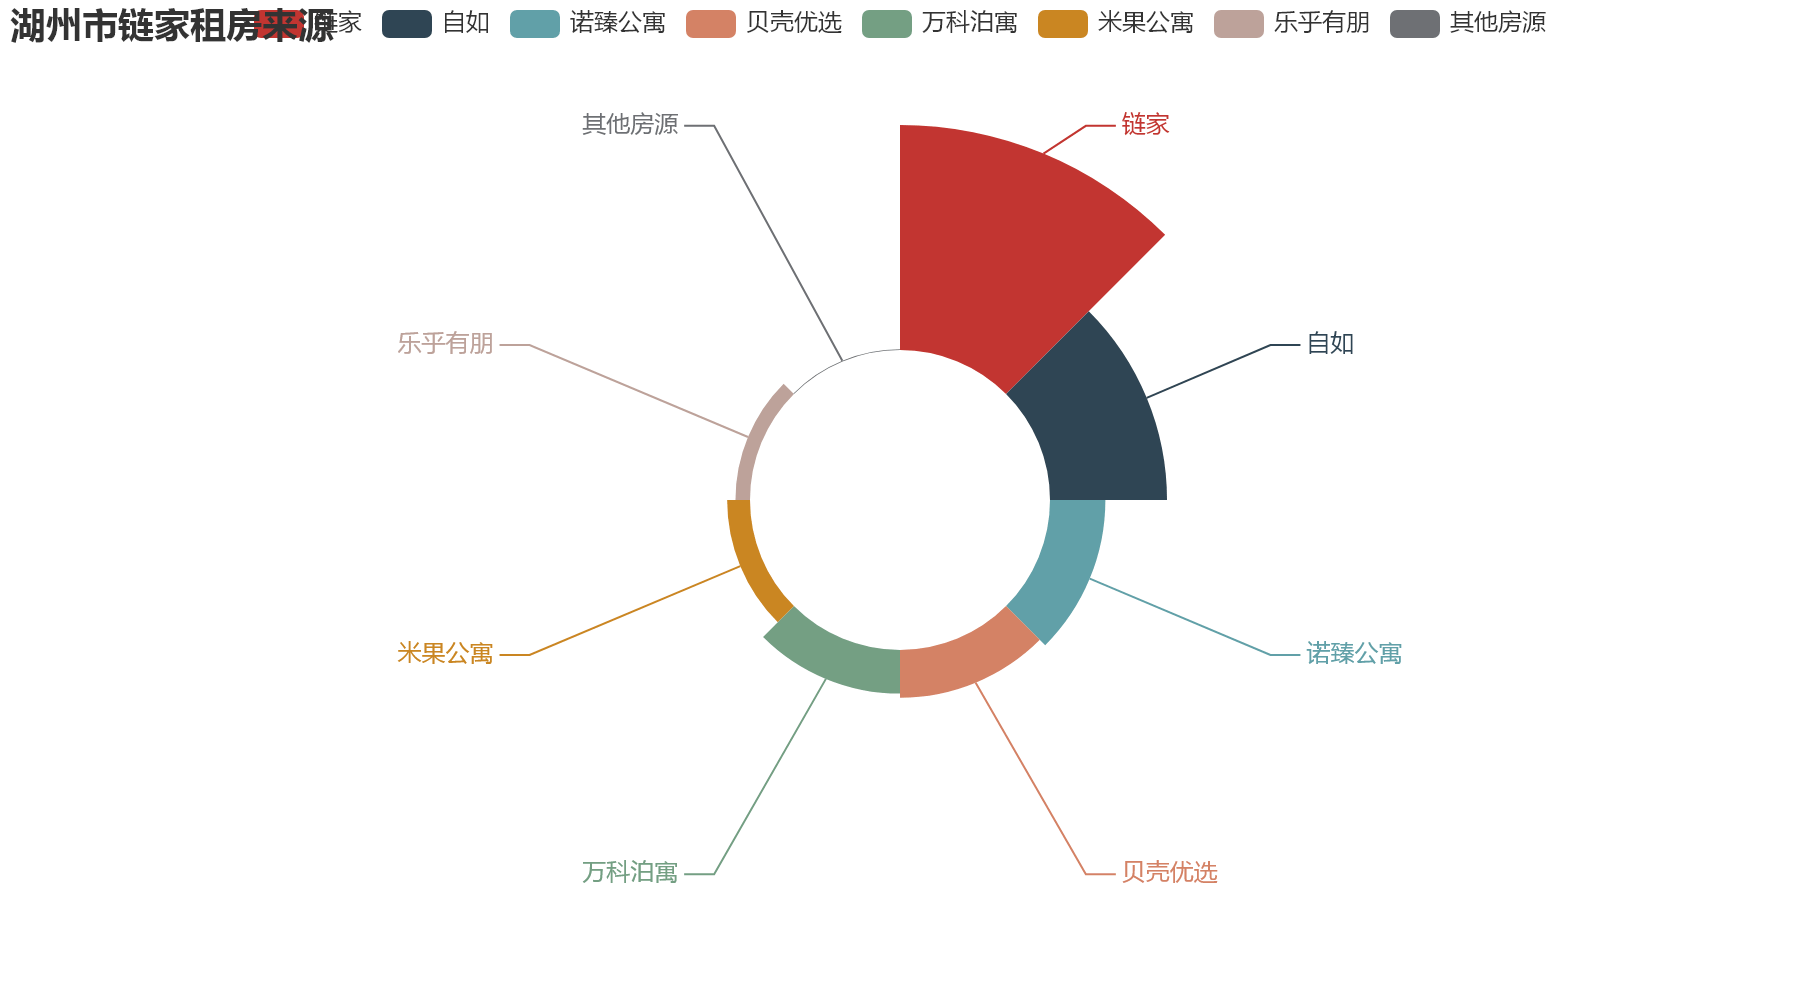 湖州市链家租房来源
链家 自如 诺臻公寓 贝壳优选 万科泊寓 米果公寓 乐乎有朋 其他房源
其他房源 链家
乐乎有朋 自如
米果公寓 诺臻公寓
万科泊寓 贝壳优选